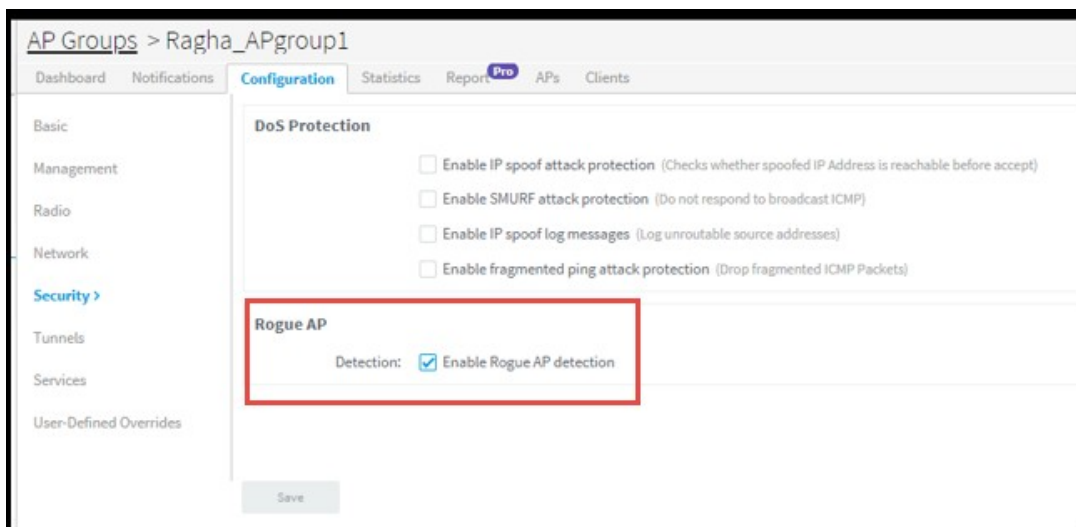 AP Groups > Ragha_APgroup1
Dashboard Notifications Configuration Statistics Report Pro APs Clients
Basic
Management
Radio
Network
Security >
Tunnels
Services
User-Defined Overrides
DoS Protection
Enable IP spoof attack protection (Checks whether spoofed IP Address is reachable before accept)
Enable SMURF attack protection (Do not respond to broadcast ICMP)
Enable IP spoof log messages (Log unroutable source addresses)
Enable fragmented ping attack protection (Drop fragmented ICMP Packets)
Rogue AP
Detection: Enable Rogue AP detection
Save